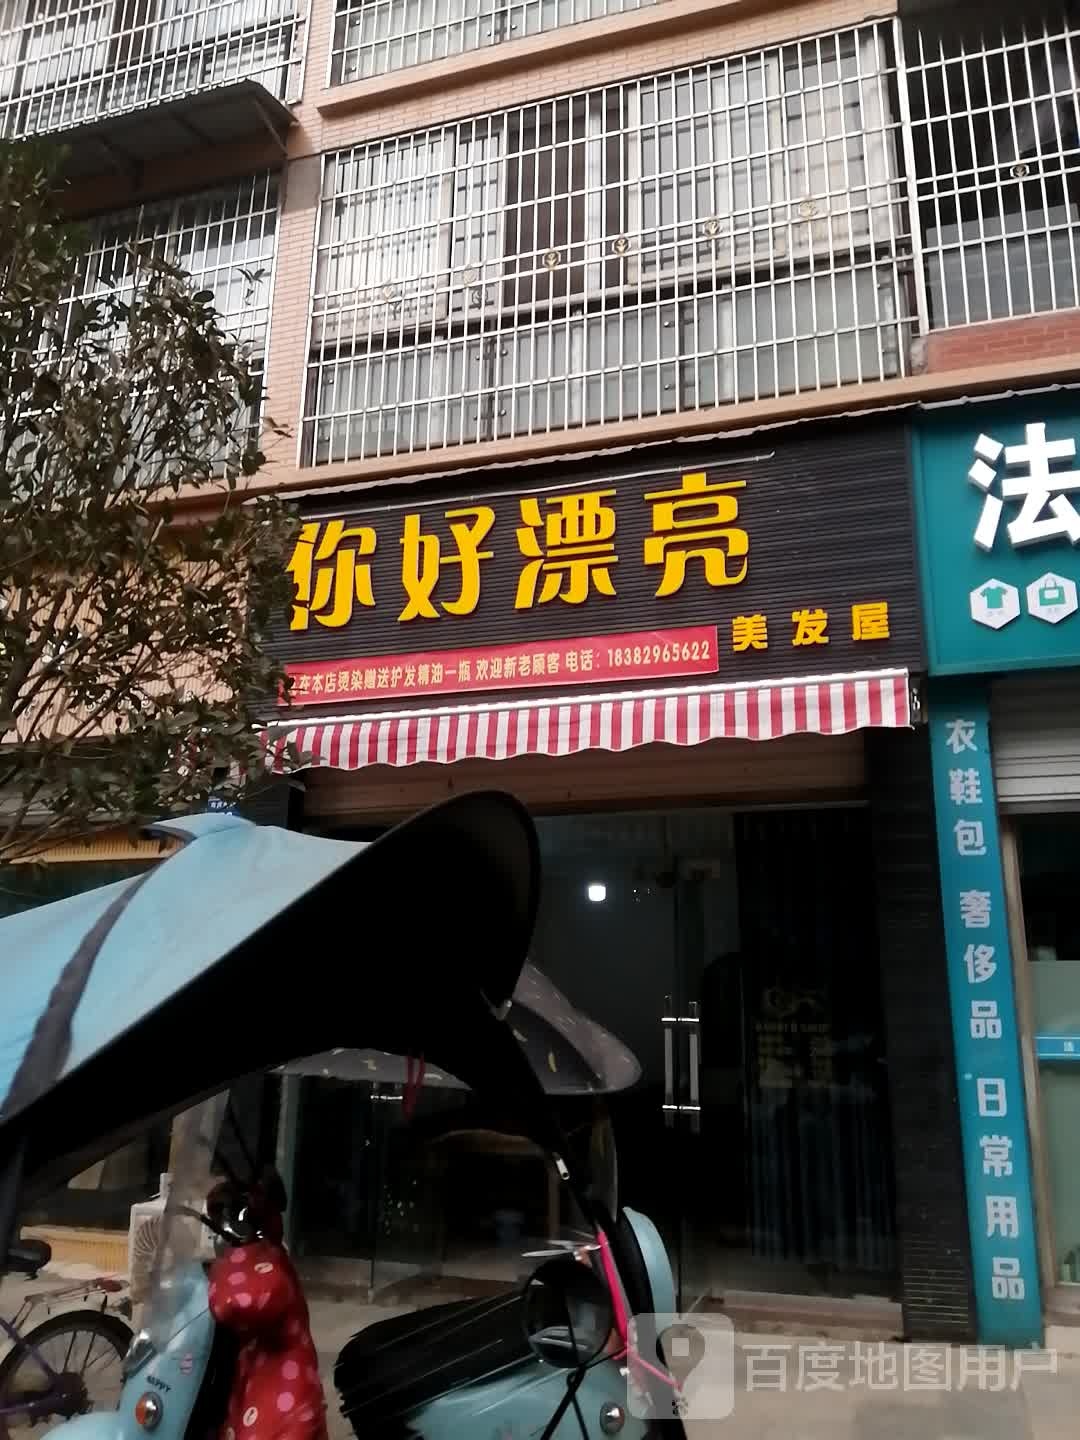 你好漂亮
美发屋
在本店烫染赠送护发精油一瓶 欢迎新老顾客 电话：18382965622
法
衣鞋包 奢侈品 日常用品
HAPPY
百度地图用户